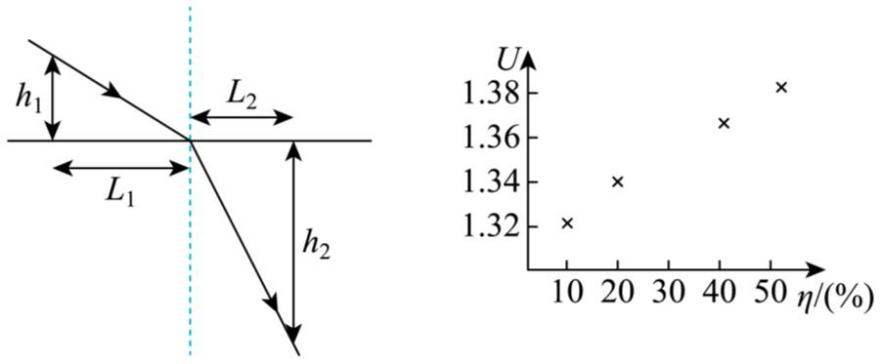 h₁
L₁
L₂
h₂
U
1.38
1.36
1.34
1.32
10 20 30 40 50 η/(%)